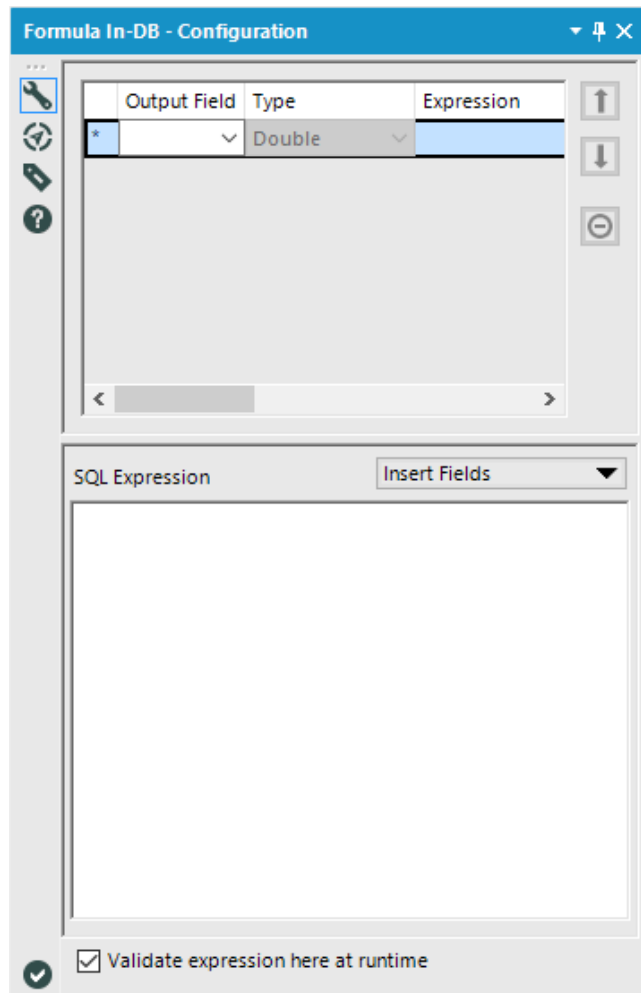 Formula In-DB - Configuration
Output Field Type Expression
* Double
SQL Expression Insert Fields
Validate expression here at runtime